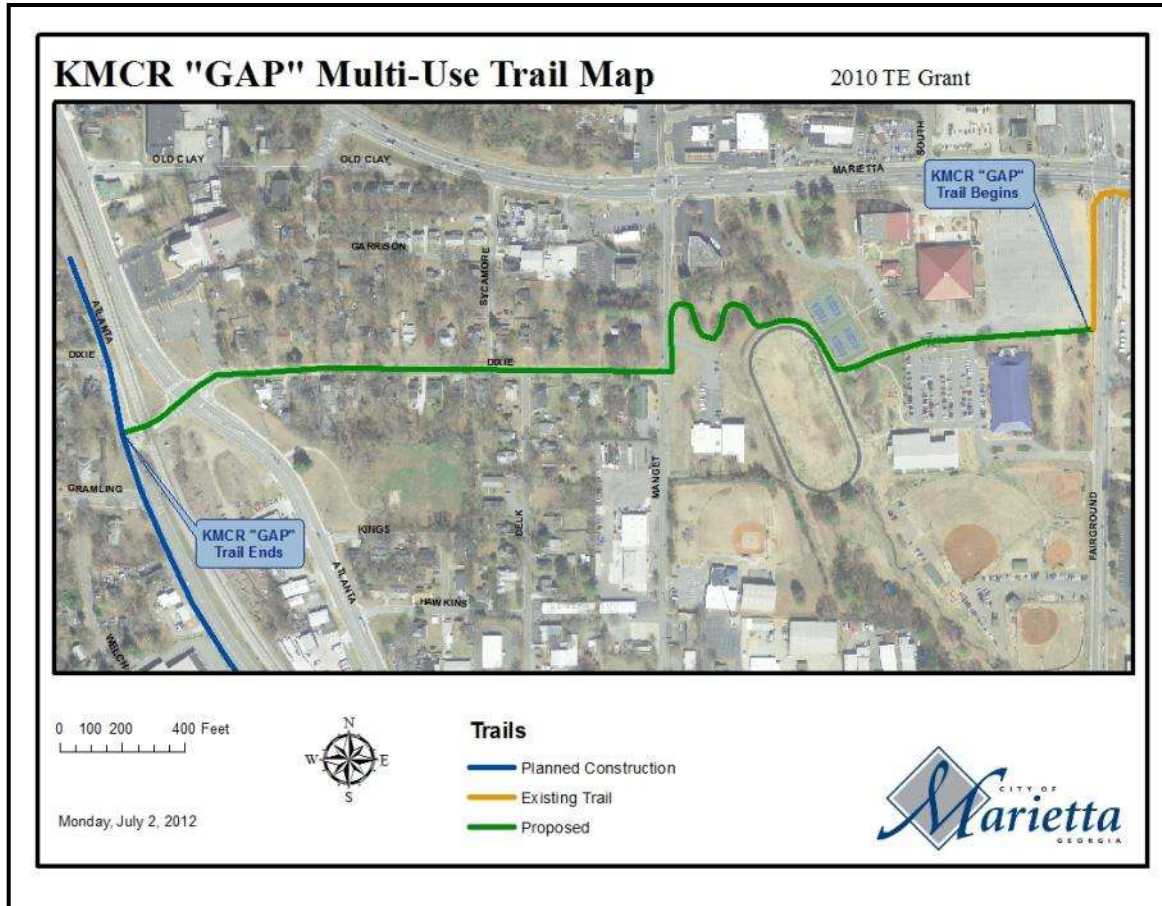 KMCR "GAP" Multi-Use Trail Map
2010 TE Grant
OLD CLAY
OLD CLAY
MARIETTA
SOUTH
KMCR "GAP"
Trail Begins
GARRISON
SYCAMORE
ATLANTA
DIXIE
DIXIE
GRAMLING
KMCR "GAP"
Trail Ends
KINGS
DELK
MANGET
FAIRGROUND
ATLANTA
HAWKINS
WELCH
0 100 200 400 Feet
N
W E
S
Trails
Planned Construction
Existing Trail
Proposed
Monday, July 2, 2012
CITY OF
Marietta
GEORGIA